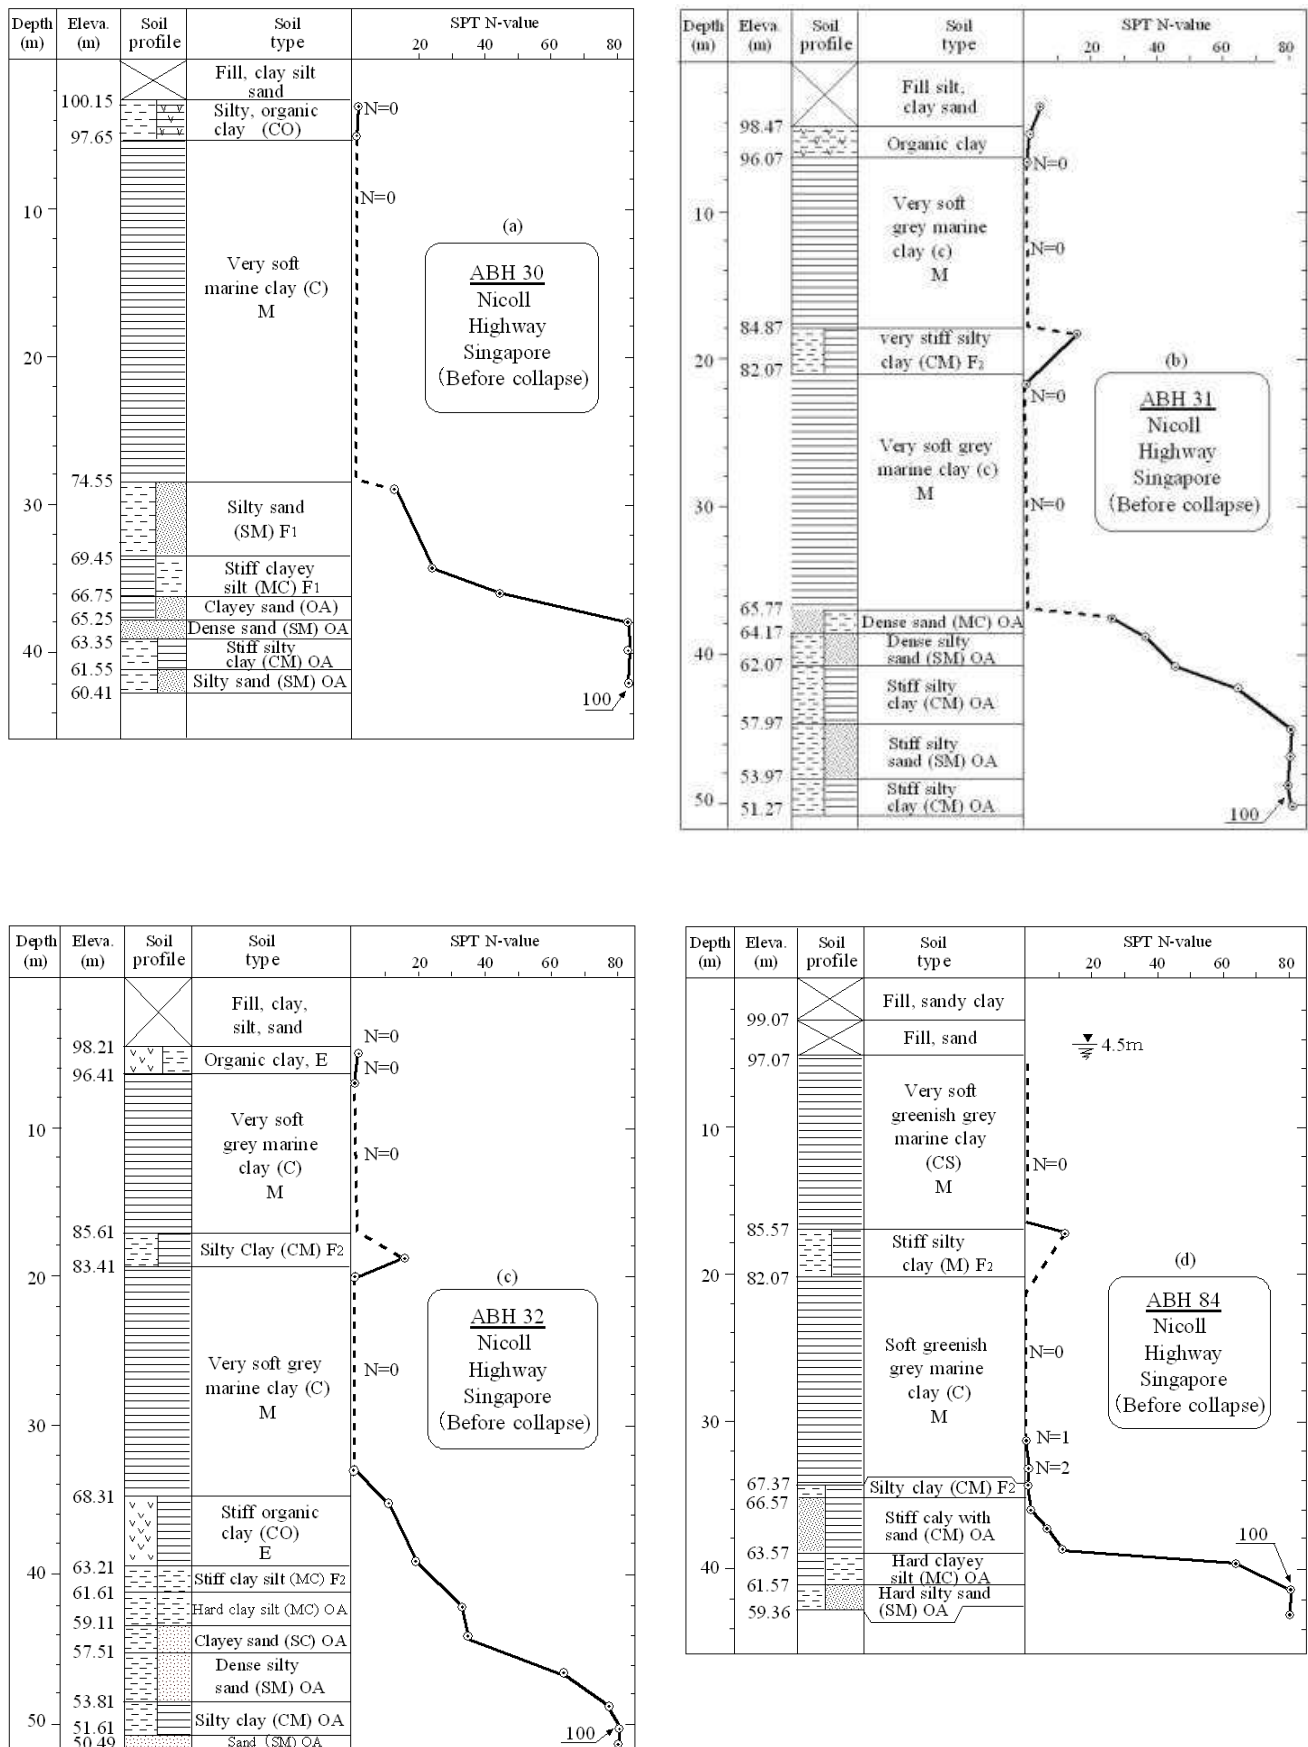 Depth Eleva. Soil Soil SPT N-value
(m) (m) profile type 20 40 60 80
Fill, clay silt
sand
100.15
Silty, organic
clay (CO)
N=0
97.65
N=0
10
(a)
ABH 30
Nicoll
Highway
Singapore
(Before collapse)
Very soft
marine clay (C)
M
20
74.55
30
Silty sand
(SM) F1
69.45
Stiff clayey
silt (MC) F1
66.75
Clayey sand (OA)
65.25
Dense sand (SM) OA
63.35
Stiff silty
clay (CM) OA
40
61.55
Silty sand (SM) OA
60.41
100
Depth Eleva. Soil Soil SPT N-value
(m) (m) profile type 20 40 60 80
Fill silt,
clay sand
98.47
Organic clay
96.07
N=0
Very soft
grey marine
clay (c)
M
10
N=0
84.87
very stiff silty
clay (CM) F2
20
82.07
N=0
(b)
ABH 31
Nicoll
Highway
Singapore
(Before collapse)
Very soft grey
marine clay (c)
M
30
N=0
65.77
Dense sand (MC) OA
64.17
Dense silty
sand (SM) OA
40
62.07
Stiff silty
clay (CM) OA
57.97
Stiff silty
sand (SM) OA
53.97
Stiff silty
clay (CM) OA
50
51.27
100
Depth Eleva. Soil Soil SPT N-value
(m) (m) profile type 20 40 60 80
Fill, clay,
silt, sand
N=0
98.21
Organic clay, E
N=0
96.41
Very soft
grey marine
clay (C)
M
10
N=0
85.61
Silty Clay (CM) F2
83.41
20
(c)
ABH 32
Nicoll
Highway
Singapore
(Before collapse)
Very soft grey
marine clay (C)
M
N=0
30
68.31
Stiff organic
clay (CO)
E
63.21
40
Stiff clay silt (MC) F2
61.61
Hard clay silt (MC) OA
59.11
Clayey sand (SC) OA
57.51
Dense silty
sand (SM) OA
53.81
Silty clay (CM) OA
50
51.61
100
50.49
Sand (SM) OA
Depth Eleva. Soil Soil SPT N-value
(m) (m) profile type 20 40 60 80
Fill, sandy clay
99.07
Fill, sand
4.5m
97.07
Very soft
greenish grey
marine clay
(CS)
M
10
N=0
85.57
Stiff silty
clay (M) F2
20
82.07
(d)
ABH 84
Nicoll
Highway
Singapore
(Before collapse)
Soft greenish
grey marine
clay (C)
M
N=0
30
N=1
N=2
67.37
Silty clay (CM) F2
66.57
Stiff caly with
sand (CM) OA
100
63.57
Hard clayey
silt (MC) OA
40
61.57
Hard silty sand
(SM) OA
59.36